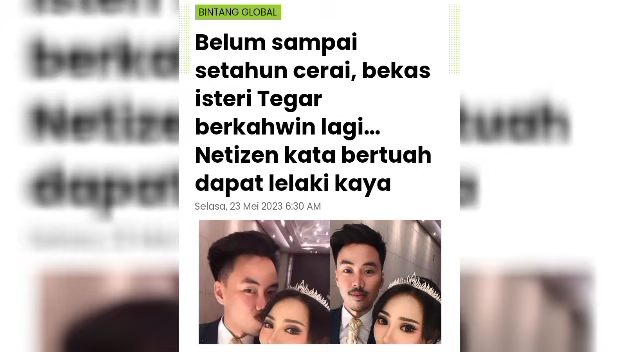 BINTANG GLOBAL
Belum sampai
setahun cerai, bekas
isteri Tegar
berkahwin lagi...
Netizen kata bertuah
dapat lelaki kaya
Selasa, 23 Mei 2023 6:30 AM